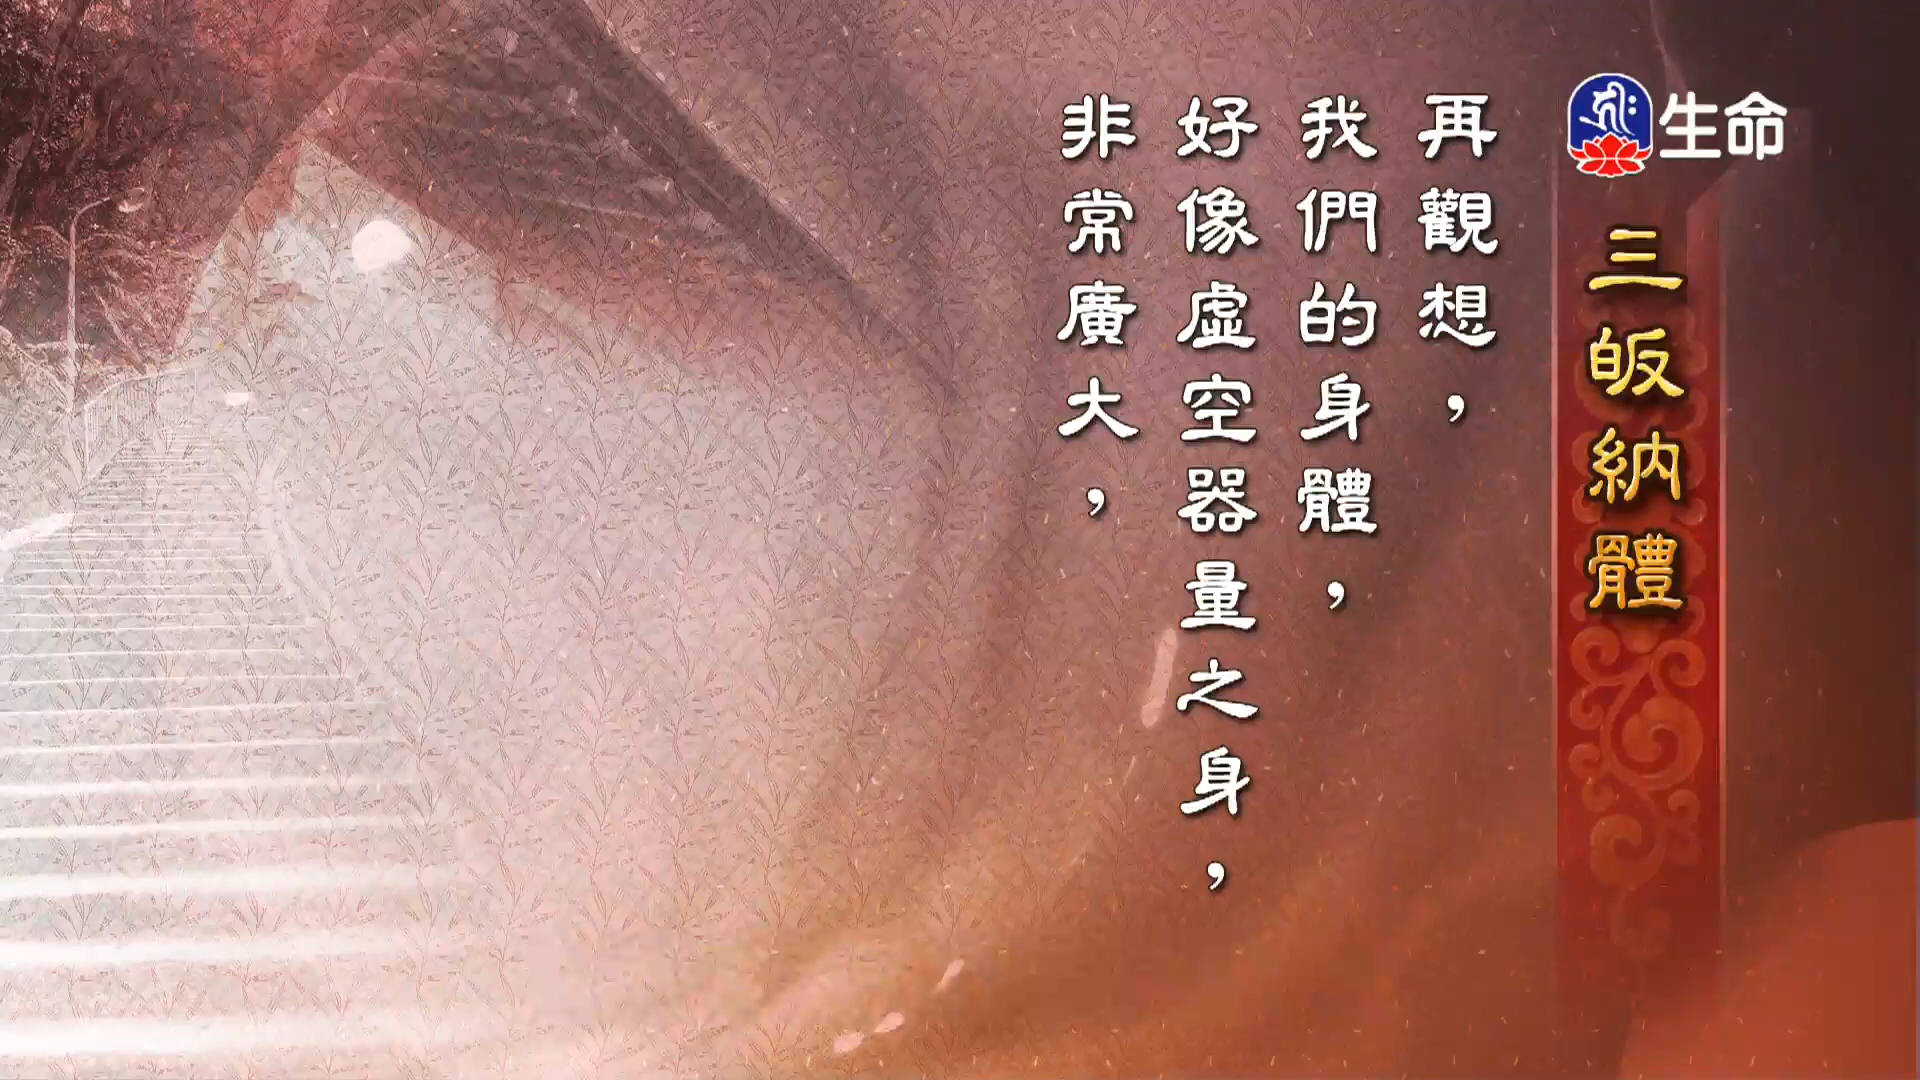 生命
三皈納體
再觀想，
我們的身體，
好像虛空器量之身，
非常廣大，